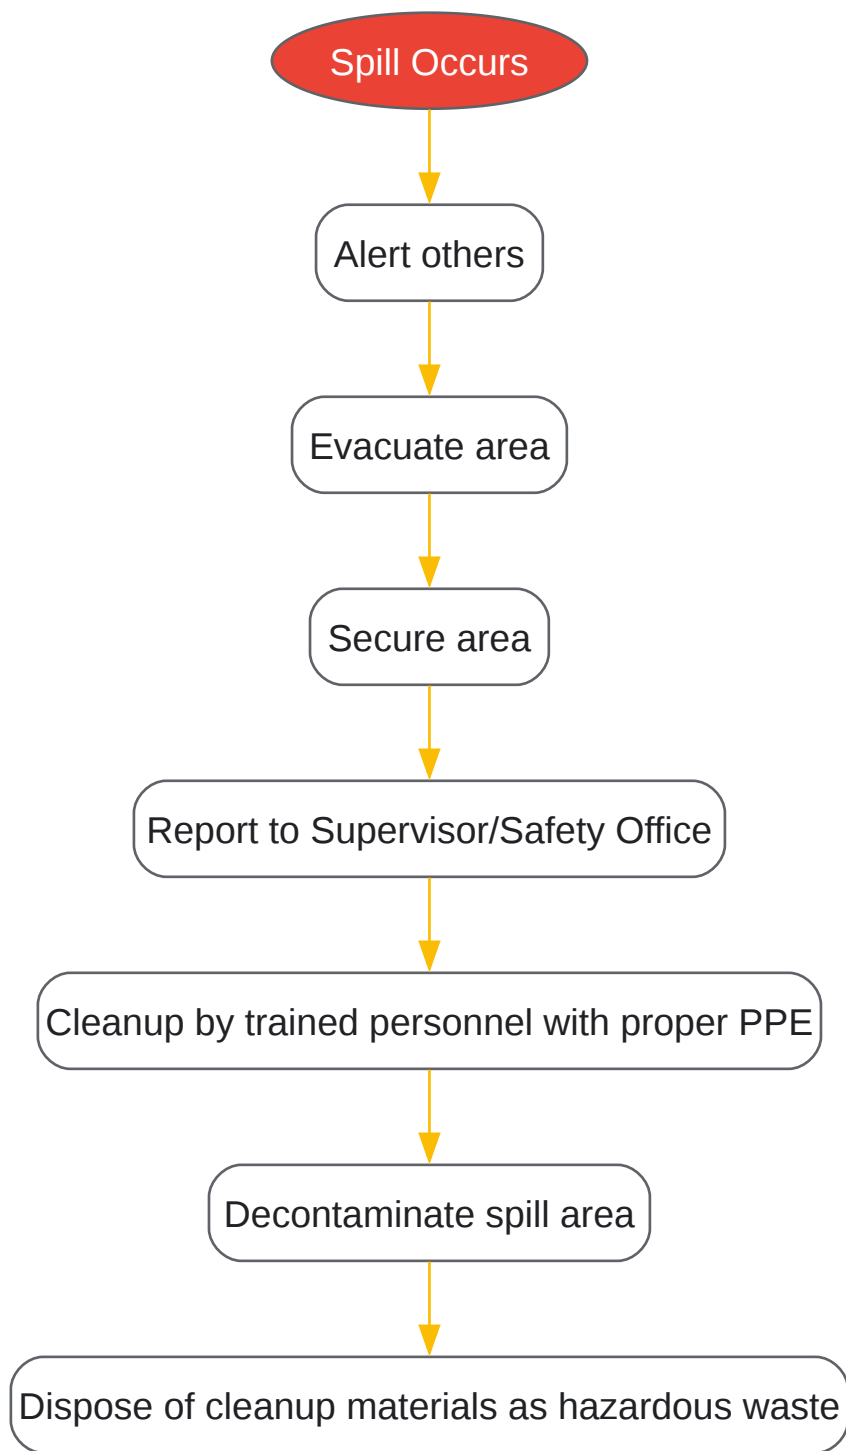 Spill Occurs
Alert others
Evacuate area
Secure area
Report to Supervisor/Safety Office
Cleanup by trained personnel with proper PPE
Decontaminate spill area
Dispose of cleanup materials as hazardous waste